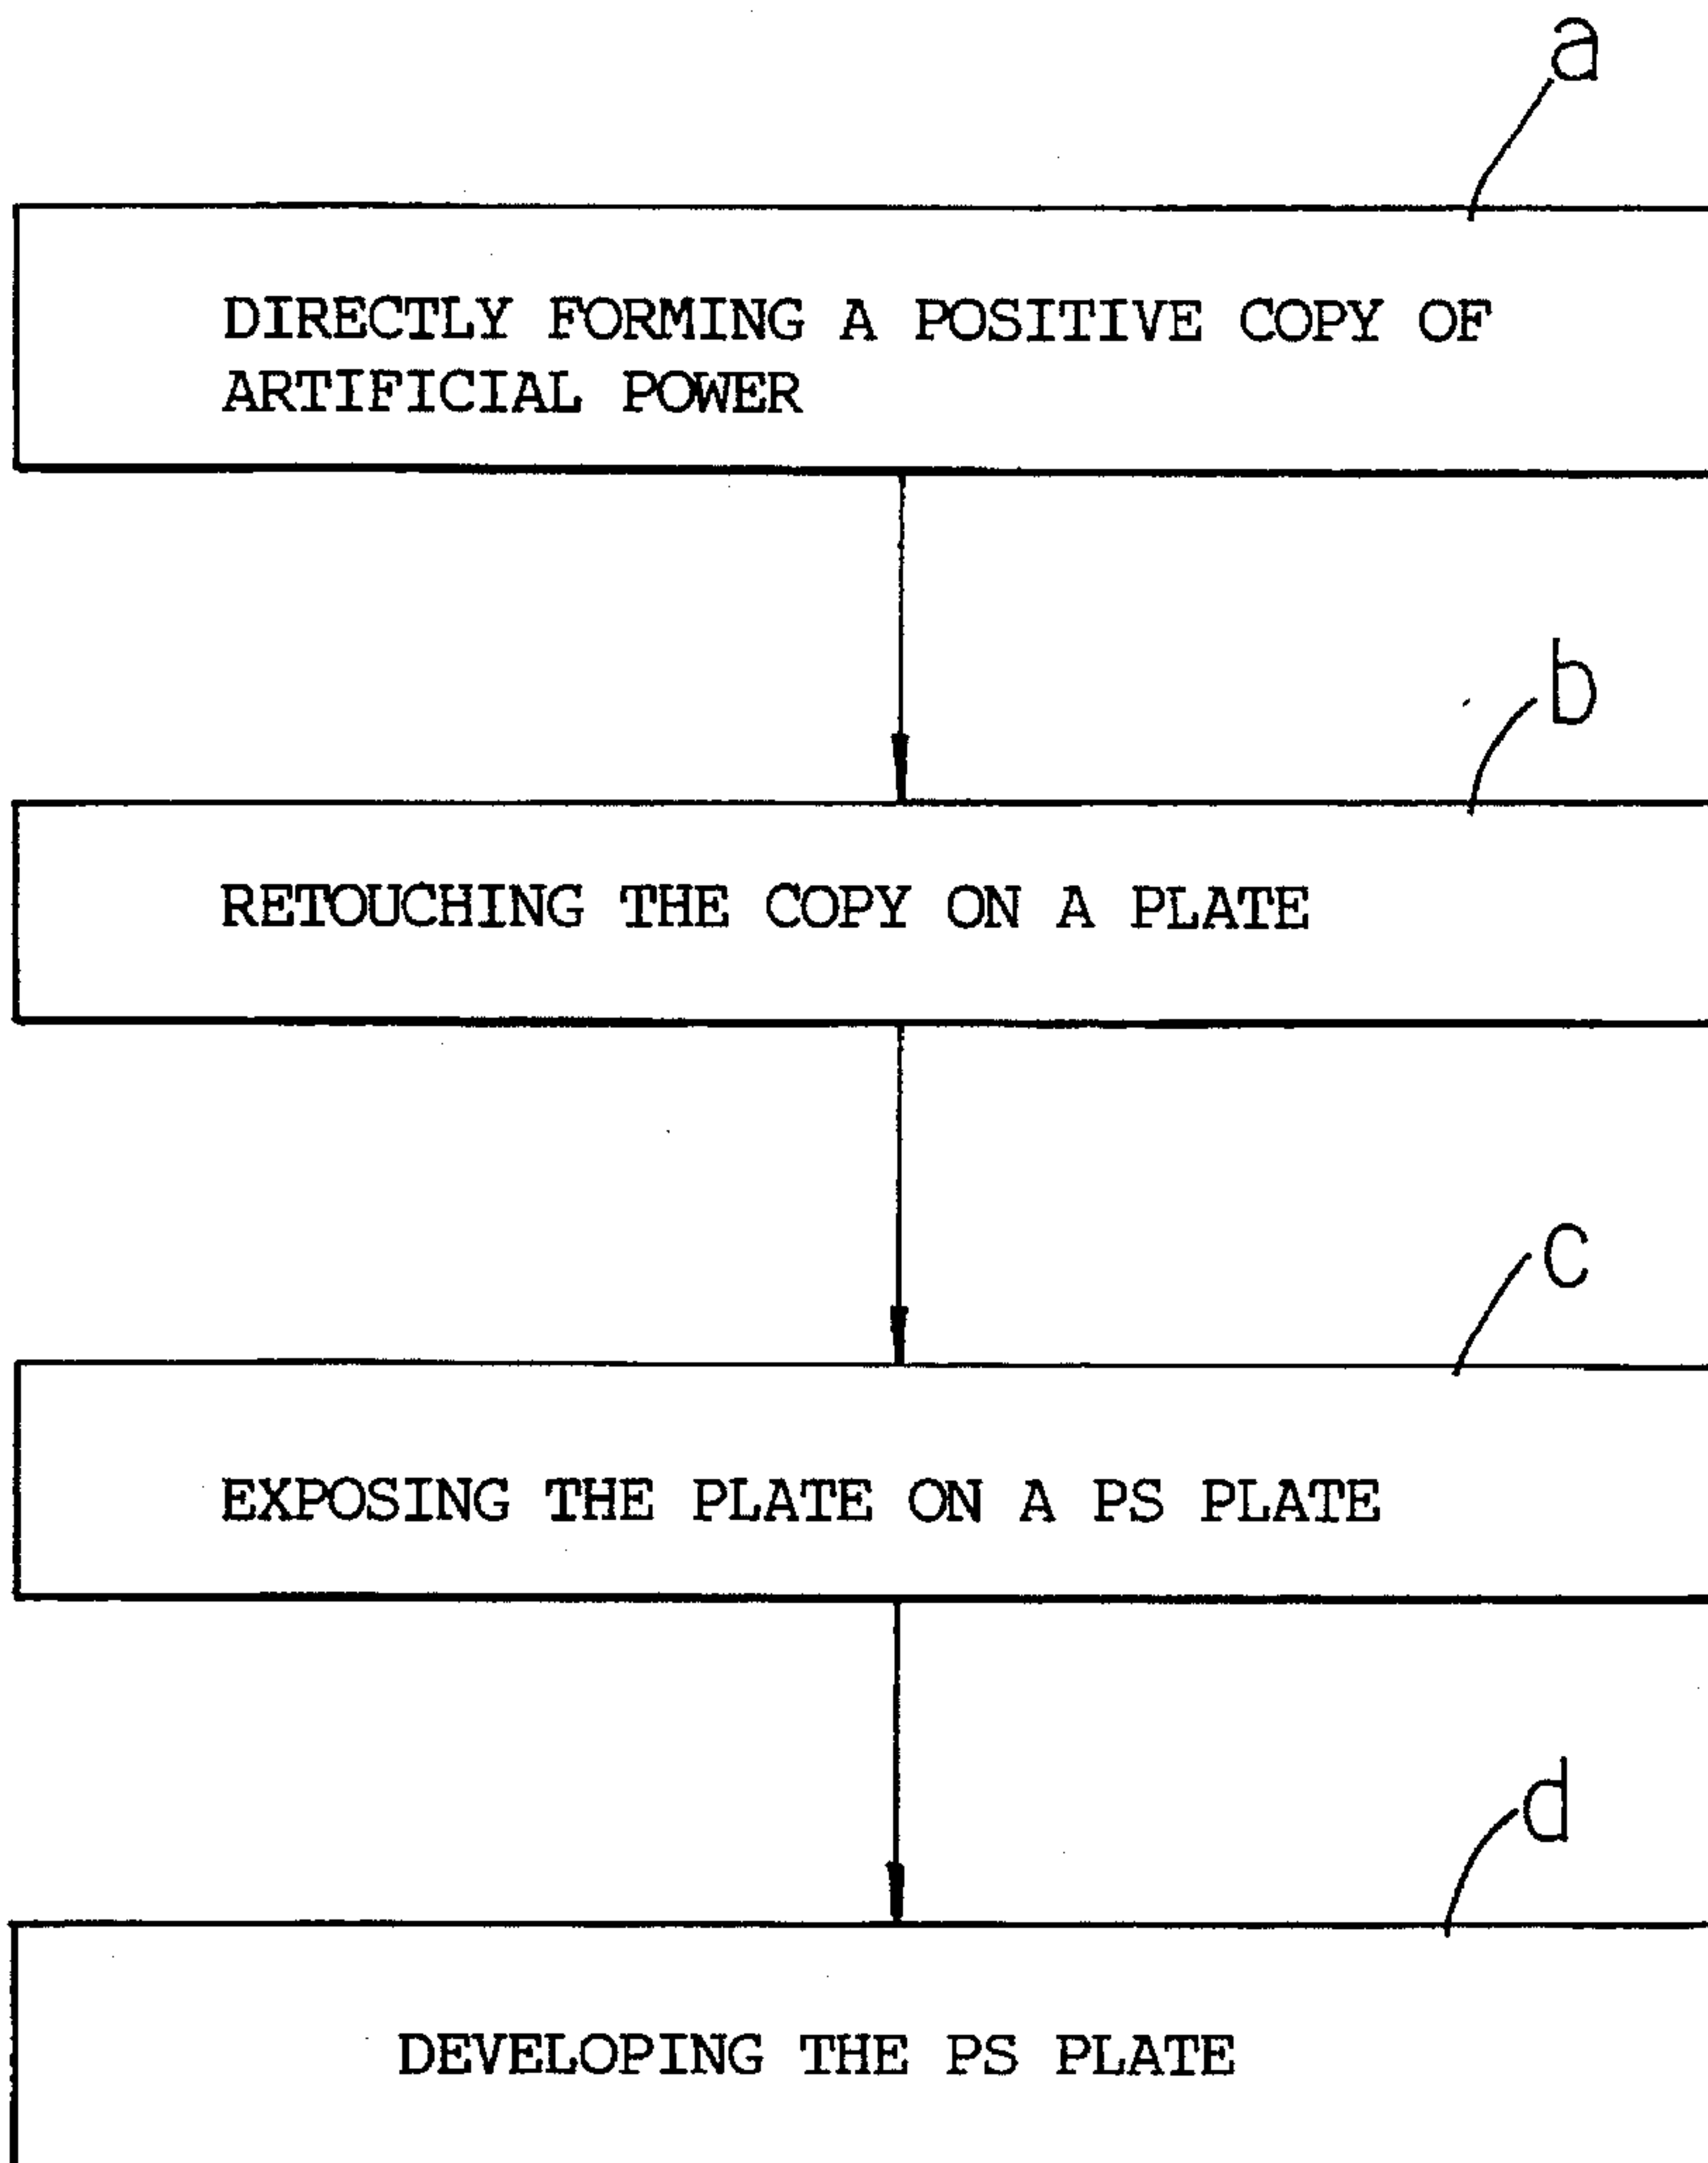 a
DIRECTLY FORMING A POSITIVE COPY OF
ARTIFICIAL POWER
b
RETOUCHING THE COPY ON A PLATE
c
EXPOSING THE PLATE ON A PS PLATE
d
DEVELOPING THE PS PLATE